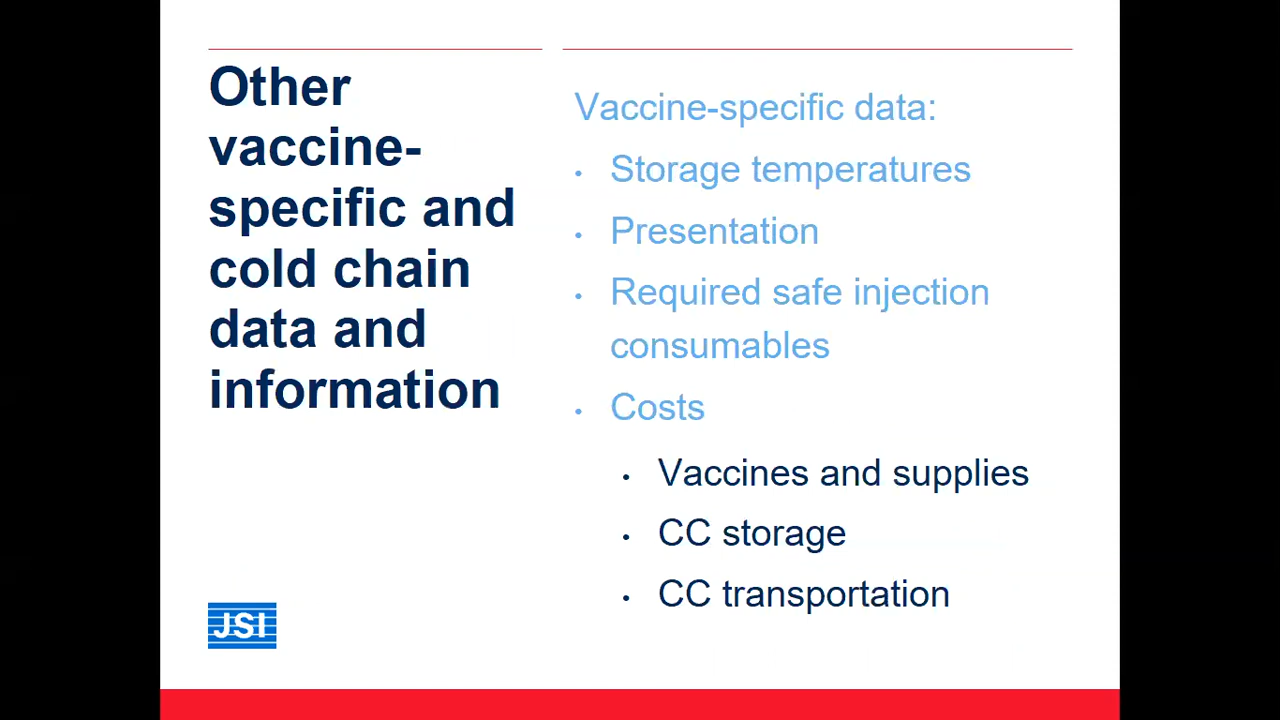 Other
vaccine-
specific and
cold chain
data and
information
Vaccine-specific data:
• Storage temperatures
• Presentation
• Required safe injection
consumables
• Costs
• Vaccines and supplies
• CC storage
• CC transportation
JSI